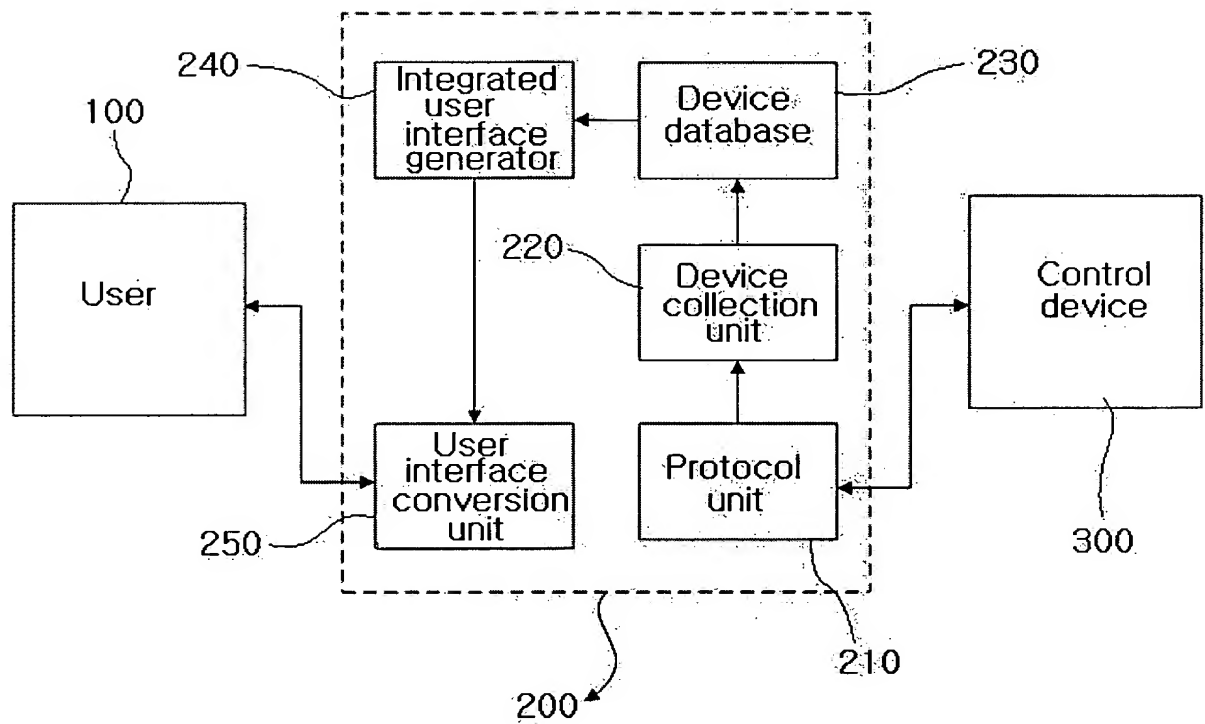 240
Integrated
user
interface
generator
Device
database
230
100
User
220
Device
collection
unit
Control
device
User
interface
conversion
unit
250
Protocol
unit
300
210
200